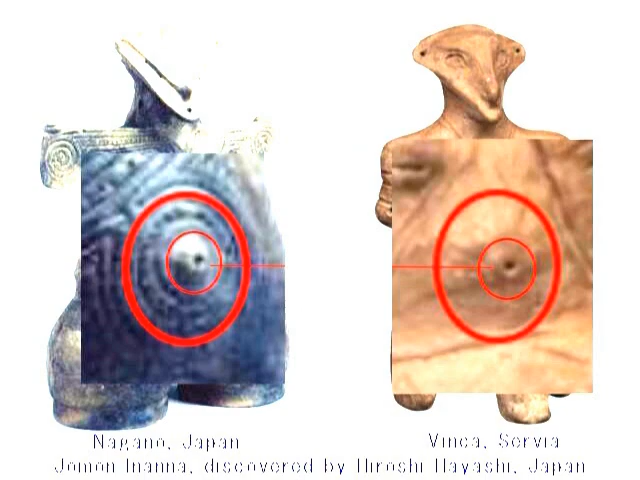 Nagano, Japan
Vinca, Servia
Jomon Inanna, discovered by Hiroshi Hayashi, Japan